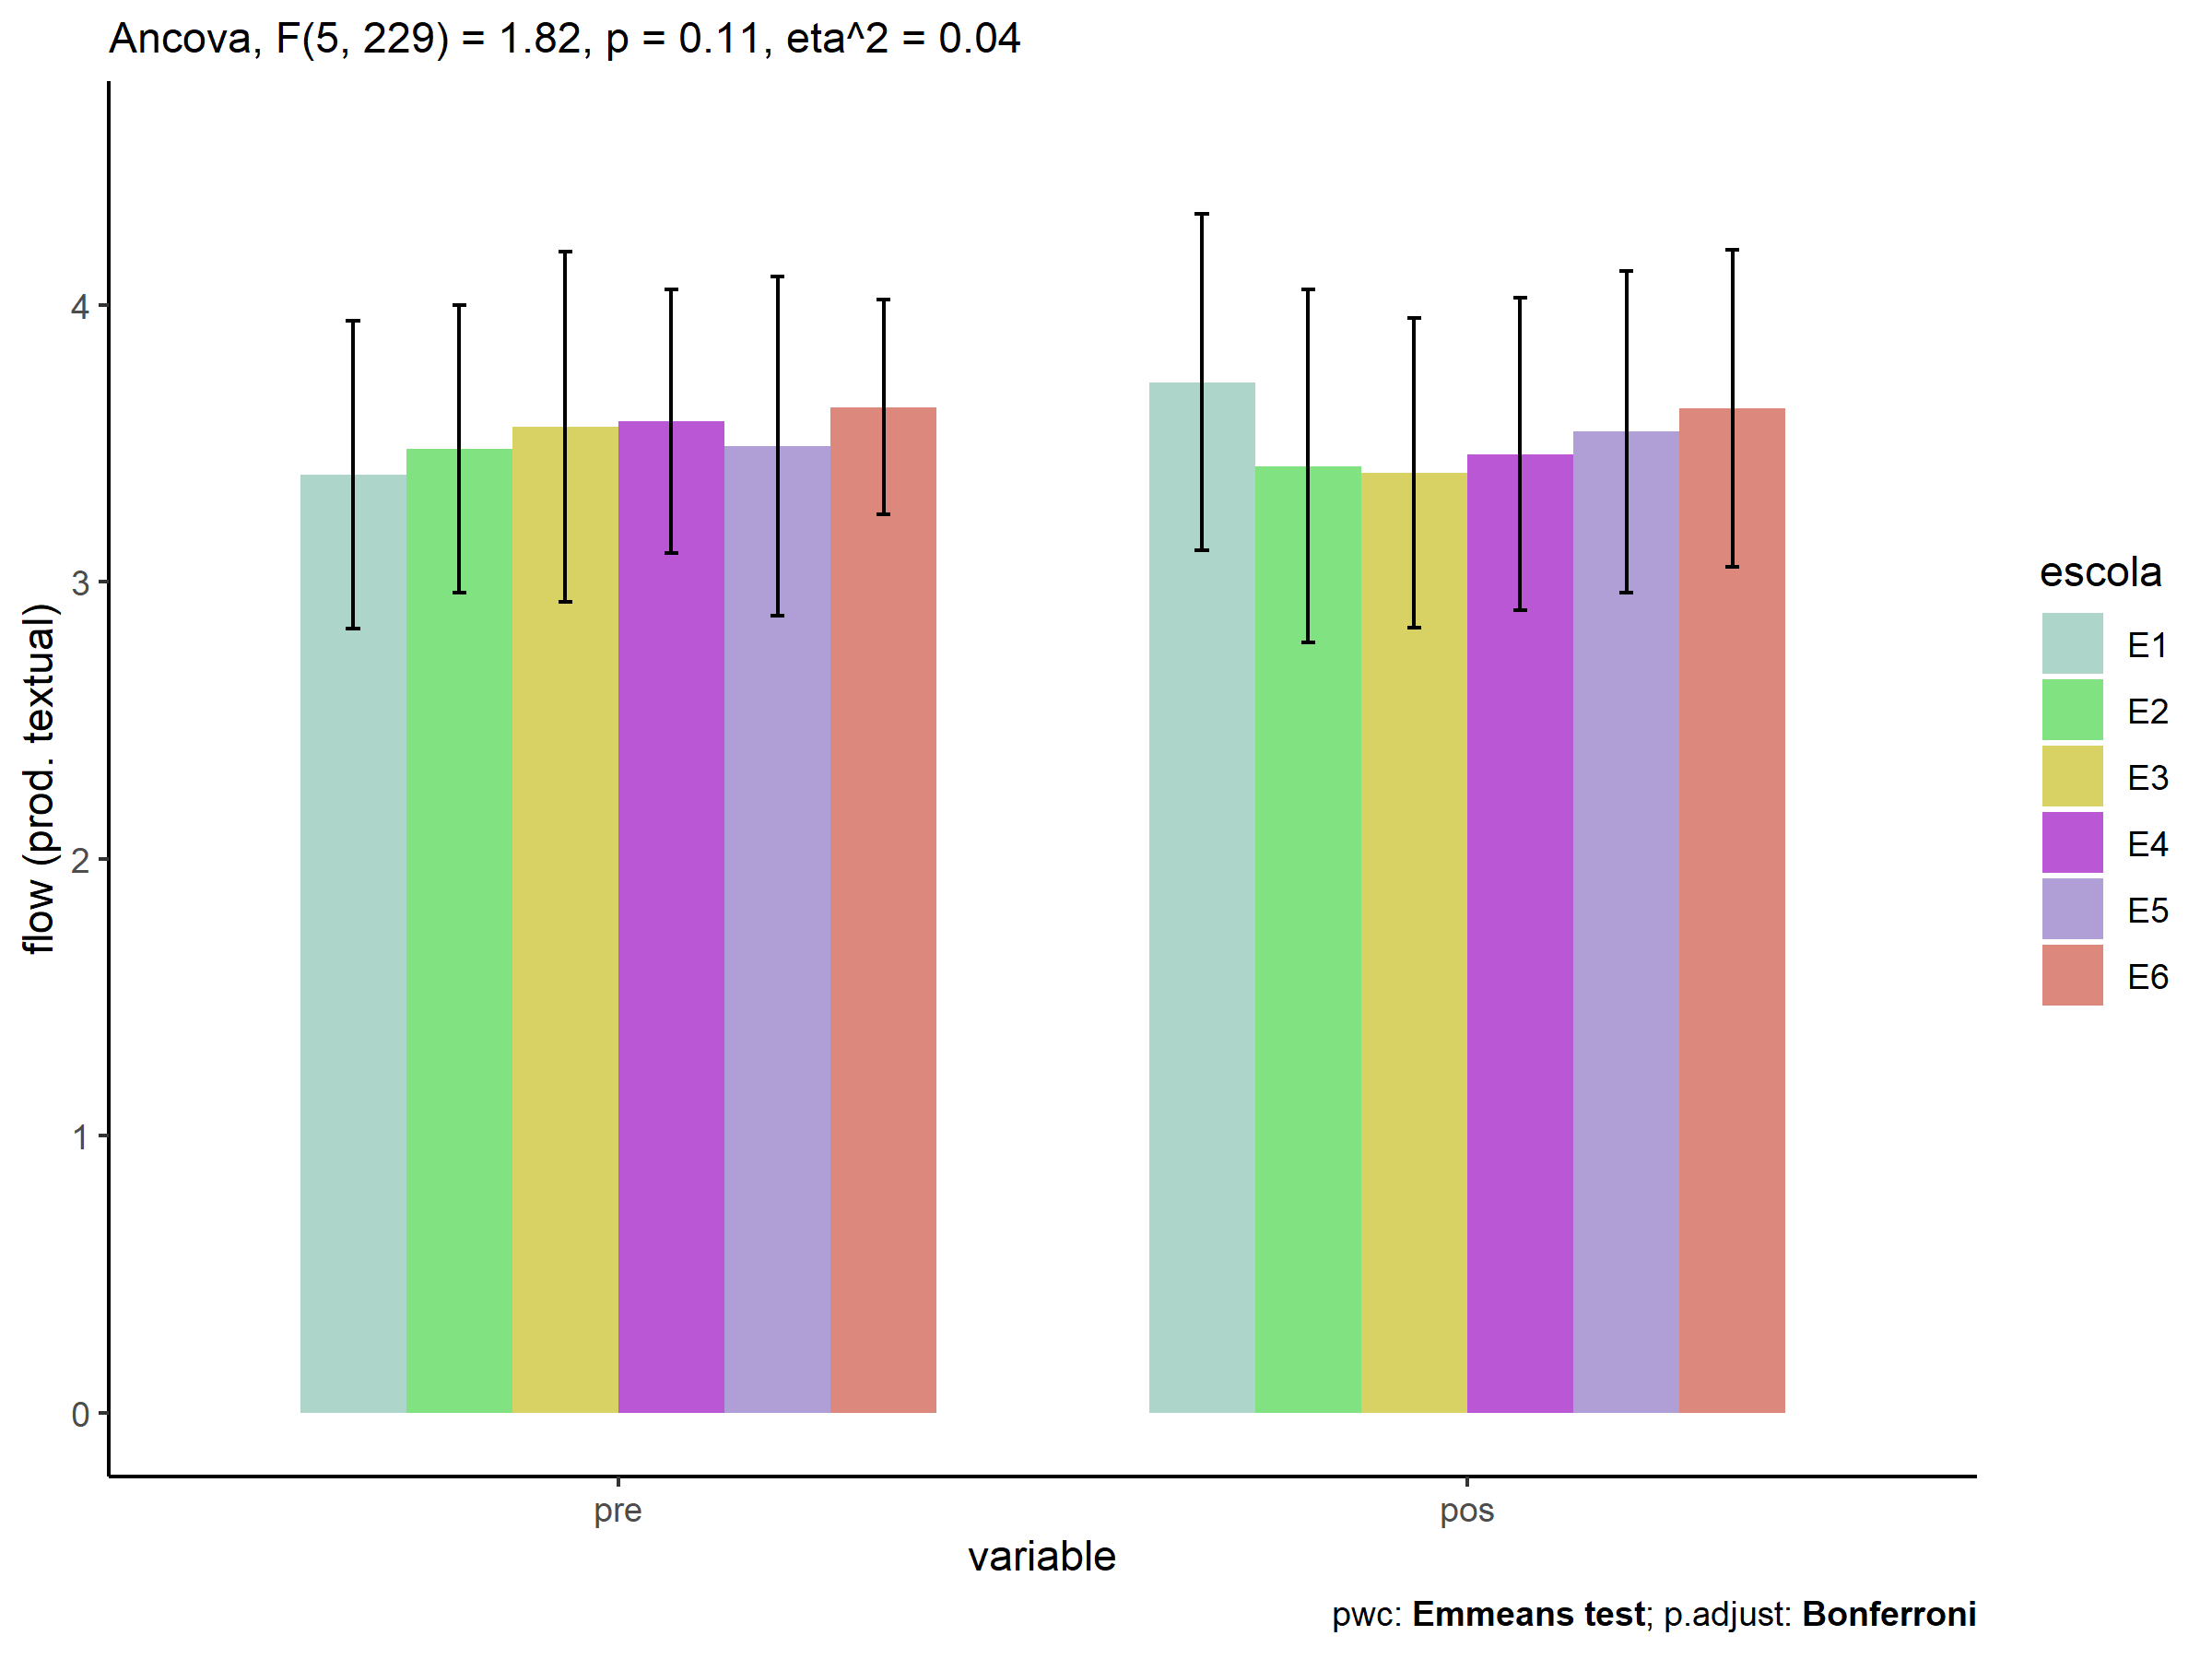 Ancova, F(5, 229) = 1.82, p = 0.11, eta^2 = 0.04
flow (prod. textual)
4
3
2
1
0
pre
pos
variable
escola
E1
E2
E3
E4
E5
E6
pwc: Emmeans test; p.adjust: Bonferroni